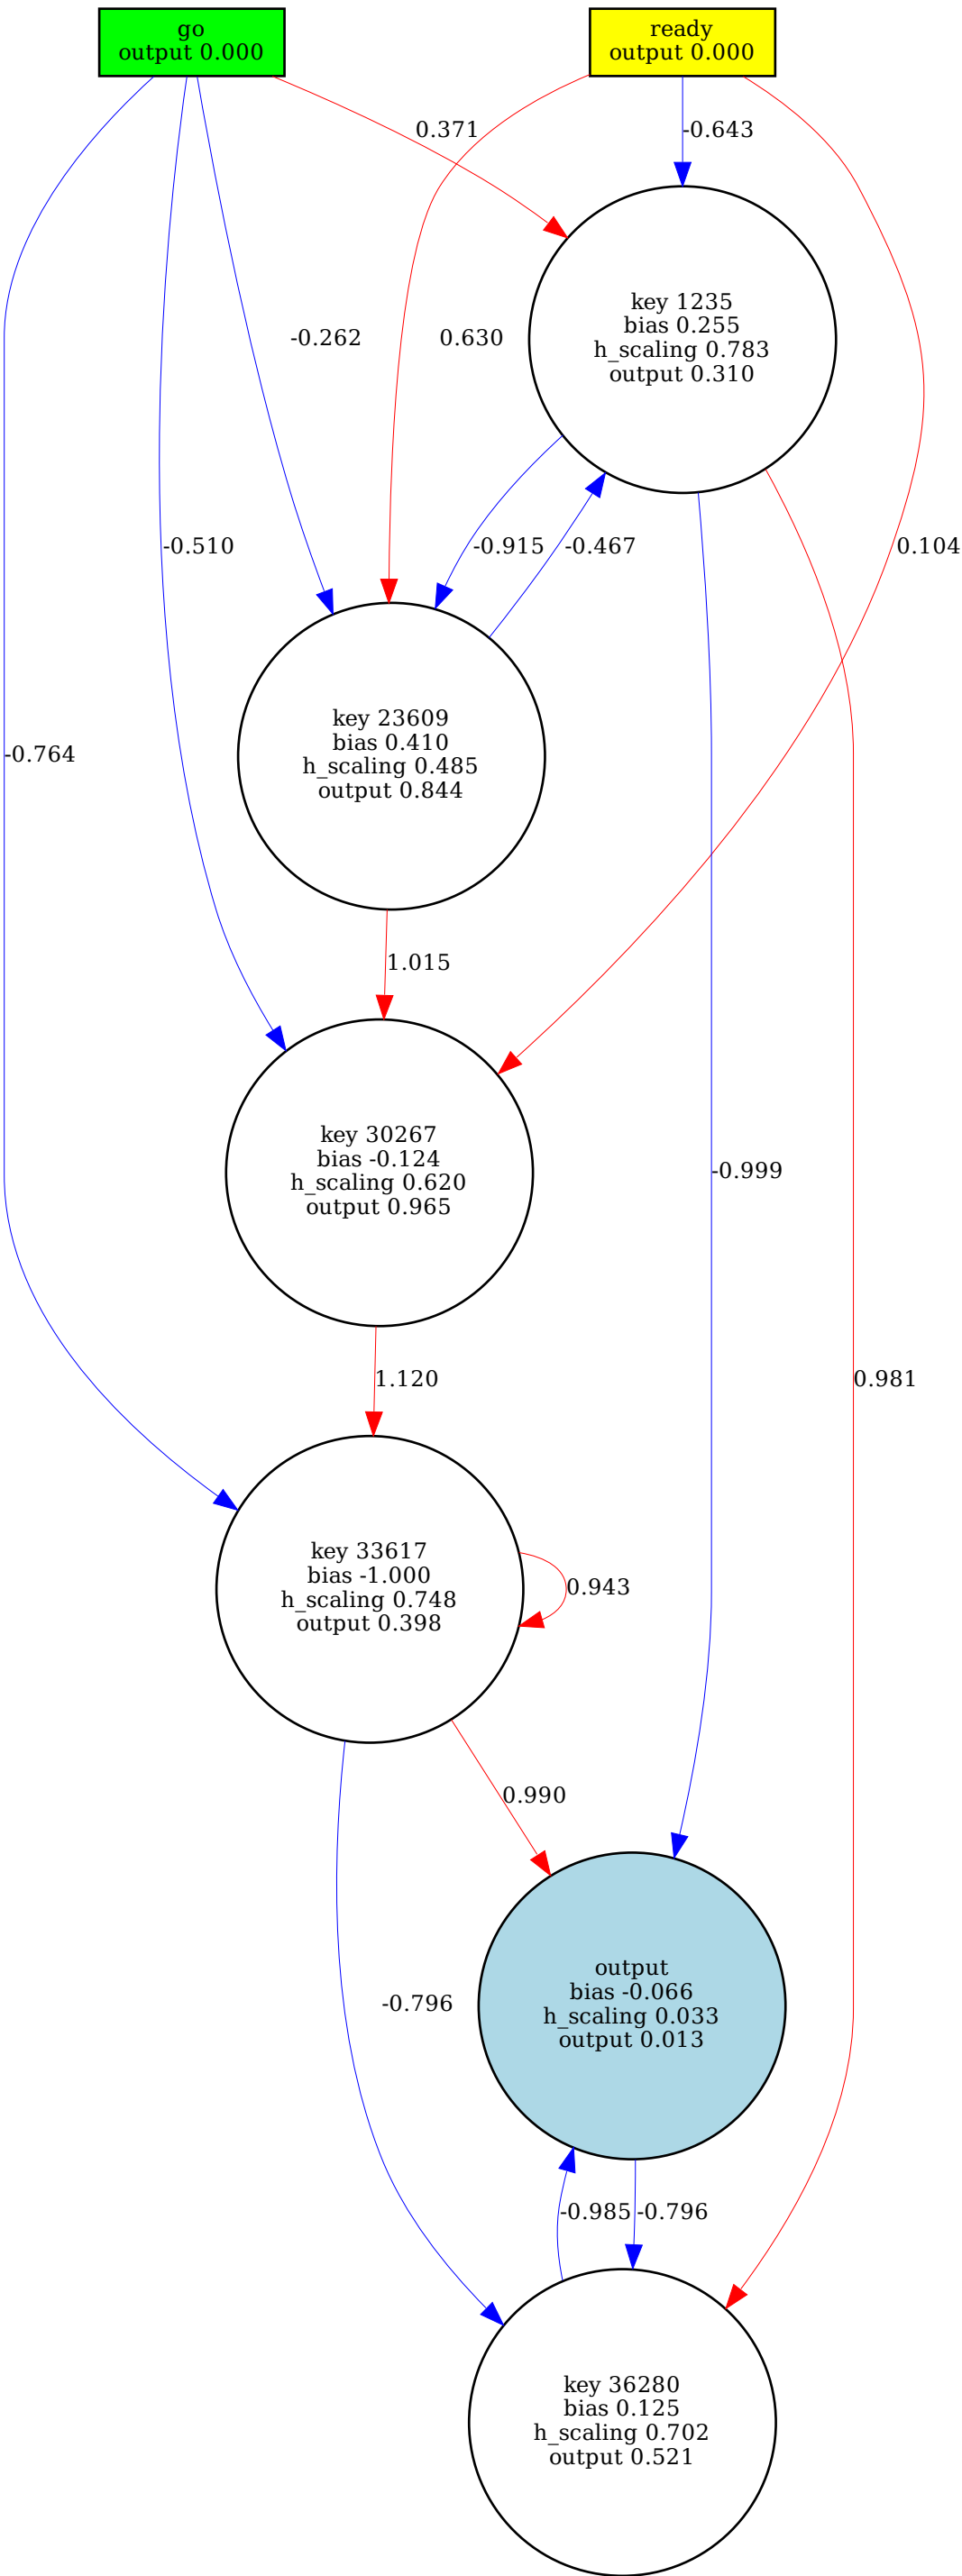 go
output 0.000
ready
output 0.000
0.371
-0.643
key 1235
bias 0.255
h_scaling 0.783
output 0.310
-0.262
0.630
-0.510
-0.915
-0.467
0.104
key 23609
bias 0.410
h_scaling 0.485
output 0.844
-0.764
1.015
key 30267
bias -0.124
h_scaling 0.620
output 0.965
-0.999
1.120
0.981
key 33617
bias -1.000
h_scaling 0.748
output 0.398
0.943
0.990
output
bias -0.066
h_scaling 0.033
output 0.013
-0.796
-0.985
-0.796
key 36280
bias 0.125
h_scaling 0.702
output 0.521